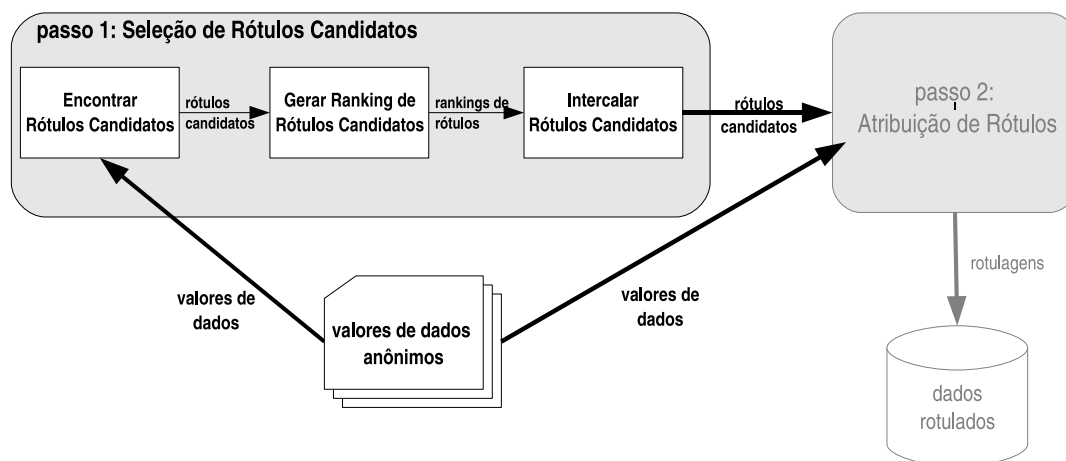 passo 1: Seleção de Rótulos Candidatos
Encontrar
Rótulos Candidatos
rótulos
candidatos
Gerar Ranking de
Rótulos Candidatos
rankings de
rótulos
Intercalar
Rótulos Candidatos
rótulos
candidatos
passo 2:
Atribuição de Rótulos
valores de
dados
valores de dados
anônimos
valores de
dados
rotulagens
dados
rotulados